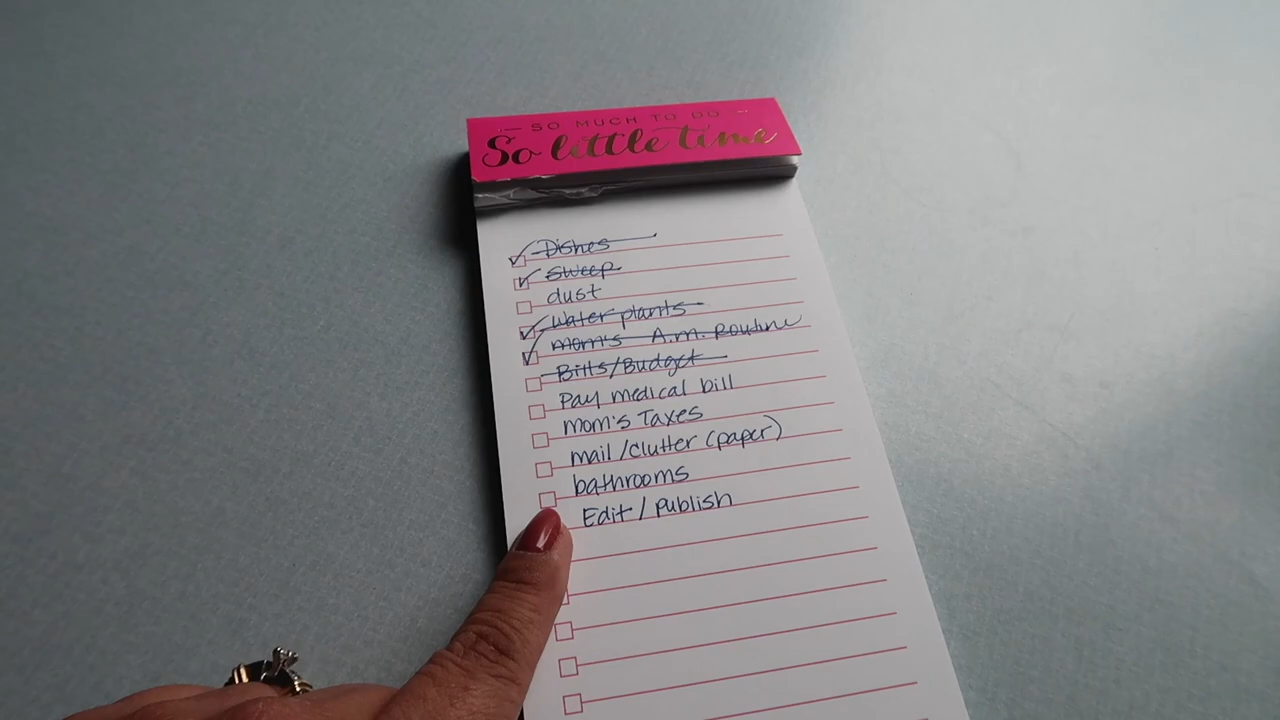 SO MUCH TO DO
So little time
Dishes
Sweep
dust
Water plants
mom's A.m. Routine
Bills/Budget
Pay medical bill
mom's Taxes
mail/clutter (paper)
bathrooms
Edit / publish